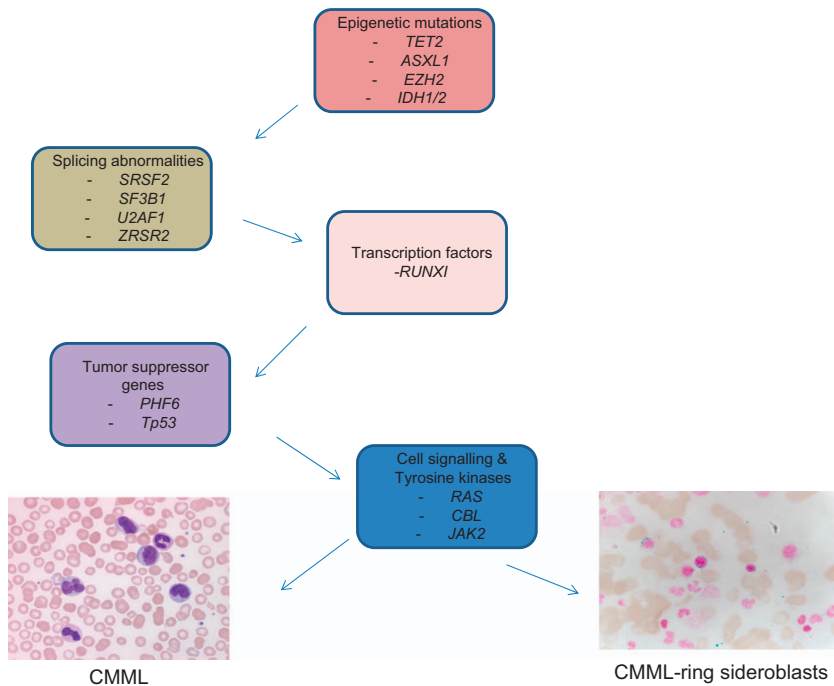 Epigenetic mutations
- TET2
- ASXL1
- EZH2
- IDH1/2
Splicing abnormalities
- SRSF2
- SF3B1
- U2AF1
- ZRSR2
Transcription factors
-RUNXI
Tumor suppressor
genes
- PHF6
- Tp53
Cell signalling &
Tyrosine kinases
- RAS
- CBL
- JAK2
CMML
CMML-ring sideroblasts